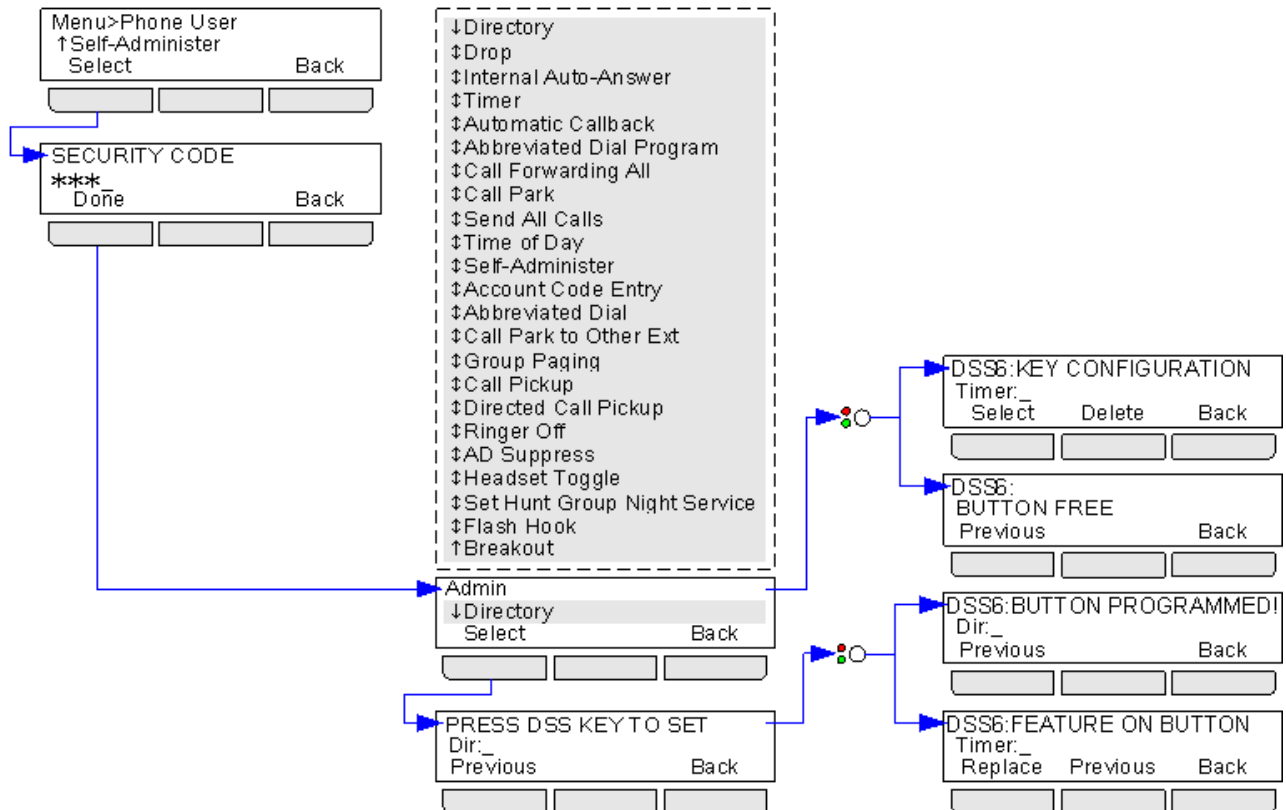 Menu>Phone User
↑Self-Administer
Select Back
SECURITY CODE
***_
Done Back
↓Directory
↕Drop
↕Internal Auto-Answer
↕Timer
↕Automatic Callback
↕Abbreviated Dial Program
↕Call Forwarding All
↕Call Park
↕Send All Calls
↕Time of Day
↕Self-Administer
↕Account Code Entry
↕Abbreviated Dial
↕Call Park to Other Ext
↕Group Paging
↕Call Pickup
↕Directed Call Pickup
↕Ringer Off
↕AD Suppress
↕Headset Toggle
↕Set Hunt Group Night Service
↕Flash Hook
↑Breakout
Admin
↓Directory
Select Back
PRESS DSS KEY TO SET
Dir:_
Previous Back
DSS6:KEY CONFIGURATION
Timer:_
Select Delete Back
DSS6:
BUTTON FREE
Previous Back
DSS6:BUTTON PROGRAMMED!
Dir:_
Previous Back
DSS6:FEATURE ON BUTTON
Timer:_
Replace Previous Back